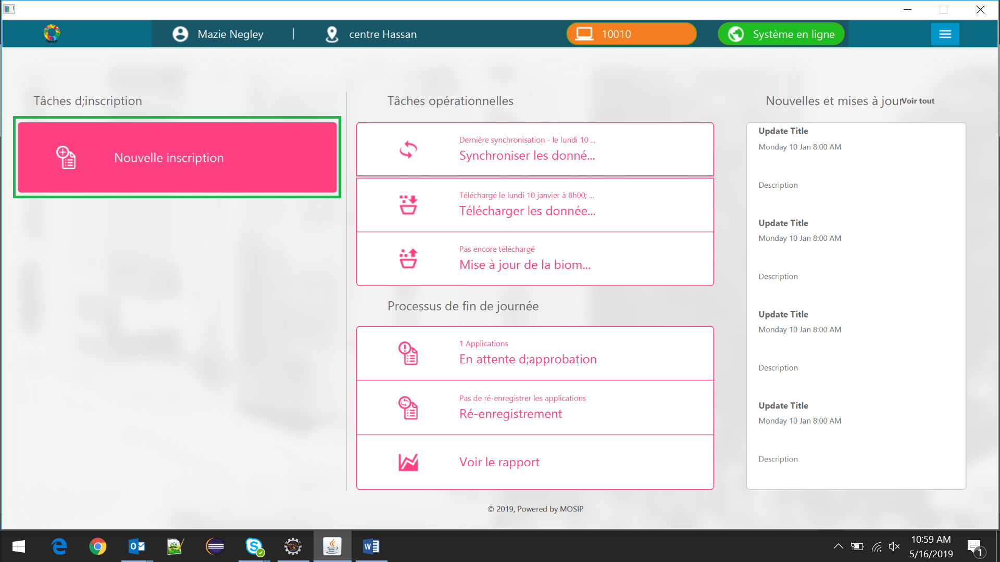 Mazie Negley
centre Hassan
10010
Système en ligne
Tâches d;inscription
Nouvelle inscription
Tâches opérationnelles
Dernière synchronisation - le lundi 10 ...
Synchroniser les donné...
Téléchargé le lundi 10 janvier à 8h00; ...
Télécharger les donnée...
Pas encore téléchargé
Mise à jour de la biom...
Processus de fin de journée
1 Applications
En attente d;approbation
Pas de ré-enregistrer les applications
Ré-enregistrement
Voir le rapport
Nouvelles et mises à jour Voir tout
Update Title
Monday 10 Jan 8:00 AM
Description
Update Title
Monday 10 Jan 8:00 AM
Description
Update Title
Monday 10 Jan 8:00 AM
Description
Update Title
Monday 10 Jan 8:00 AM
Description
© 2019, Powered by MOSIP
10:59 AM
5/16/2019
1